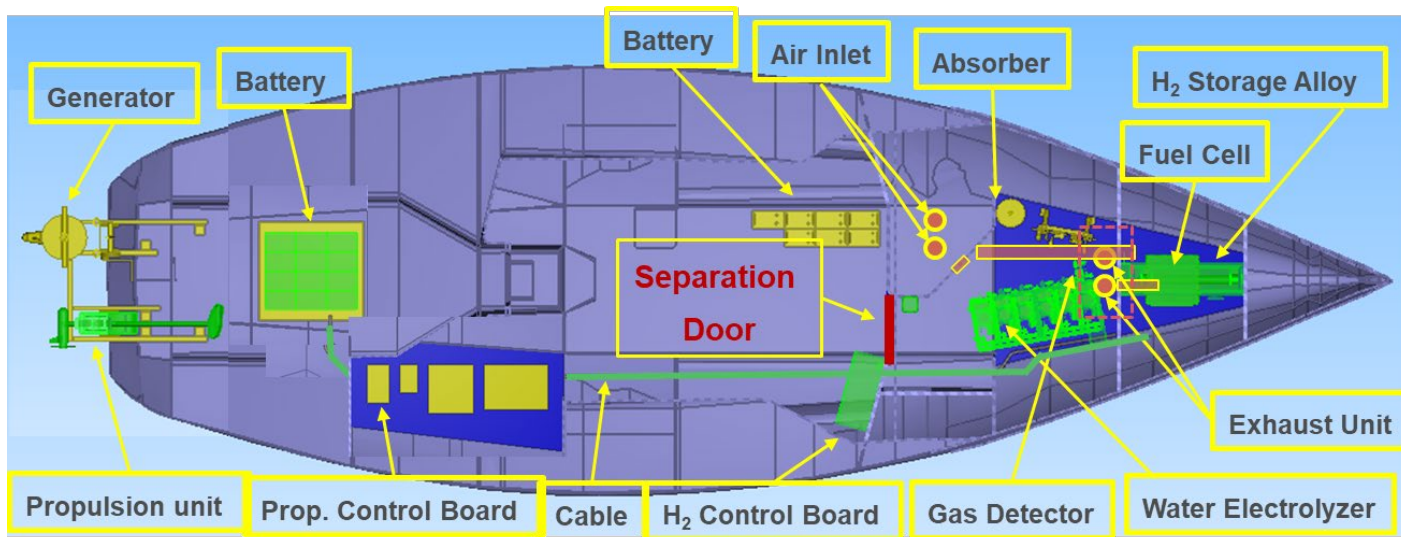 Generator
Battery
Battery
Air Inlet
Absorber
H₂ Storage Alloy
Fuel Cell
Separation
Door
Exhaust Unit
Propulsion unit
Prop. Control Board
Cable
H₂ Control Board
Gas Detector
Water Electrolyzer